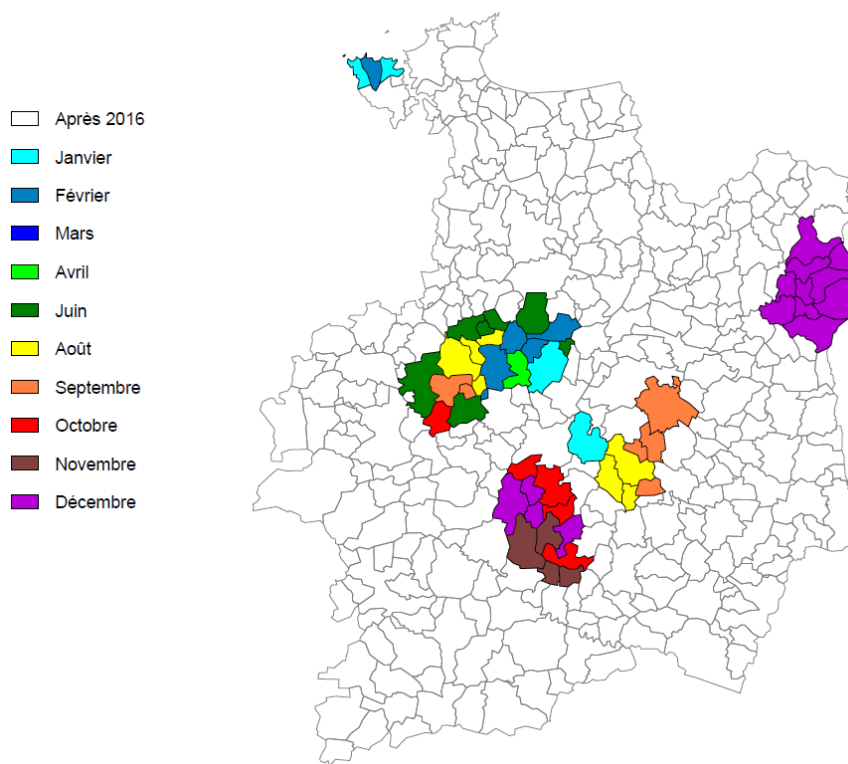 Après 2016
Janvier
Février
Mars
Avril
Juin
Août
Septembre
Octobre
Novembre
Décembre